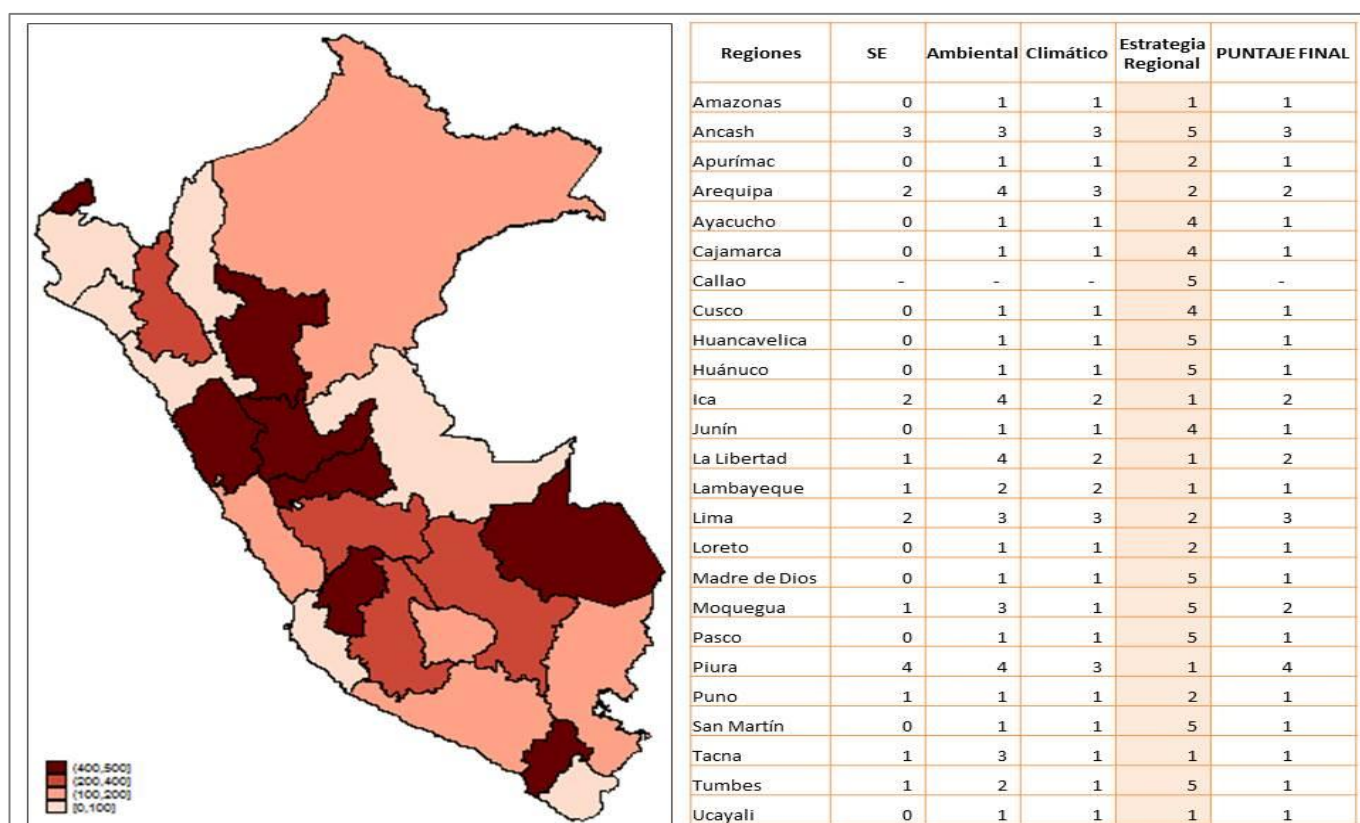 Regiones SE Ambiental Climático Estrategia Regional PUNTAJE FINAL
Amazonas 0 1 1 1 1
Ancash 3 3 3 5 3
Apurímac 0 1 1 2 1
Arequipa 2 4 3 2 2
Ayacucho 0 1 1 4 1
Cajamarca 0 1 1 4 1
Callao - - - 5 -
Cusco 0 1 1 4 1
Huancavelica 0 1 1 5 1
Huánuco 0 1 1 5 1
Ica 2 4 2 1 2
Junín 0 1 1 4 1
La Libertad 1 4 2 1 2
Lambayeque 1 2 2 1 1
Lima 2 3 3 2 3
Loreto 0 1 1 2 1
Madre de Dios 0 1 1 5 1
Moquegua 1 3 1 5 2
Pasco 0 1 1 5 1
Piura 4 4 3 1 4
Puno 1 1 1 2 1
San Martín 0 1 1 5 1
Tacna 1 3 1 1 1
Tumbes 1 2 1 5 1
Ucayali 0 1 1 1 1
(400,500]
(200,400]
(100,200]
[0,100]